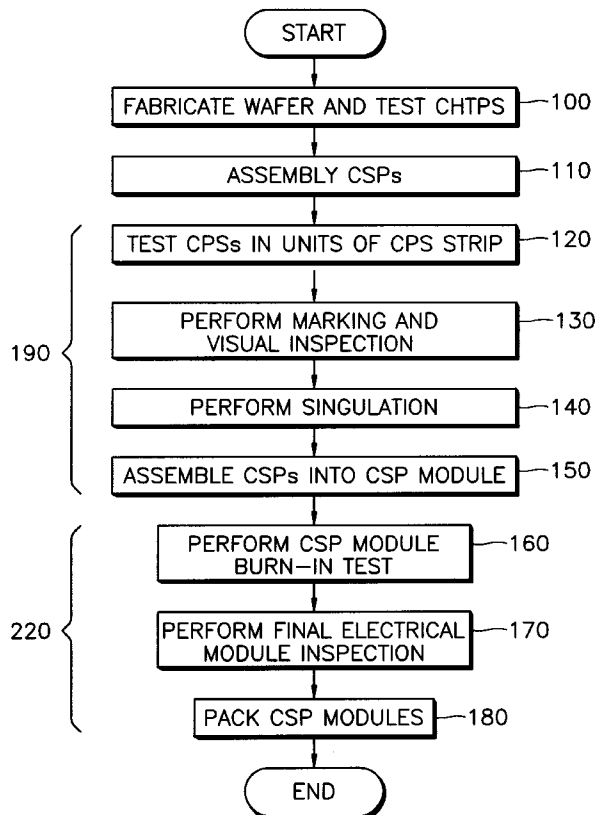 START
FABRICATE WAFER AND TEST CHTPS
100
ASSEMBLY CSPs
110
TEST CPSs IN UNITS OF CPS STRIP
120
PERFORM MARKING AND
VISUAL INSPECTION
130
190
PERFORM SINGULATION
140
ASSEMBLE CSPs INTO CSP MODULE
150
PERFORM CSP MODULE
BURN-IN TEST
160
220
PERFORM FINAL ELECTRICAL
MODULE INSPECTION
170
PACK CSP MODULES
180
END